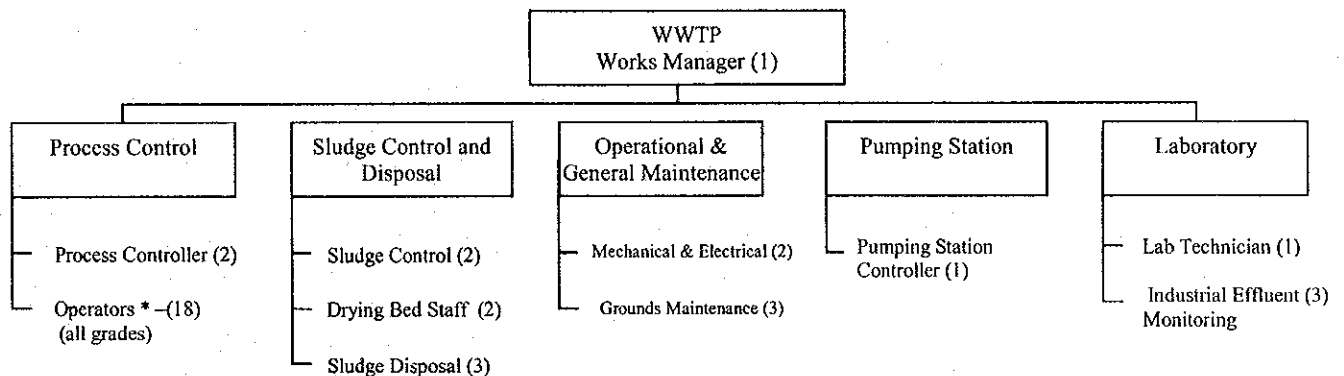 WWTP
Works Manager (1)
Process Control
Process Controller (2)
Operators * –(18)
(all grades)
Sludge Control and
Disposal
Sludge Control (2)
Drying Bed Staff (2)
Sludge Disposal (3)
Operational &
General Maintenance
Mechanical & Electrical (2)
Grounds Maintenance (3)
Pumping Station
Pumping Station
Controller (1)
Laboratory
Lab Technician (1)
Industrial Effluent (3)
Monitoring